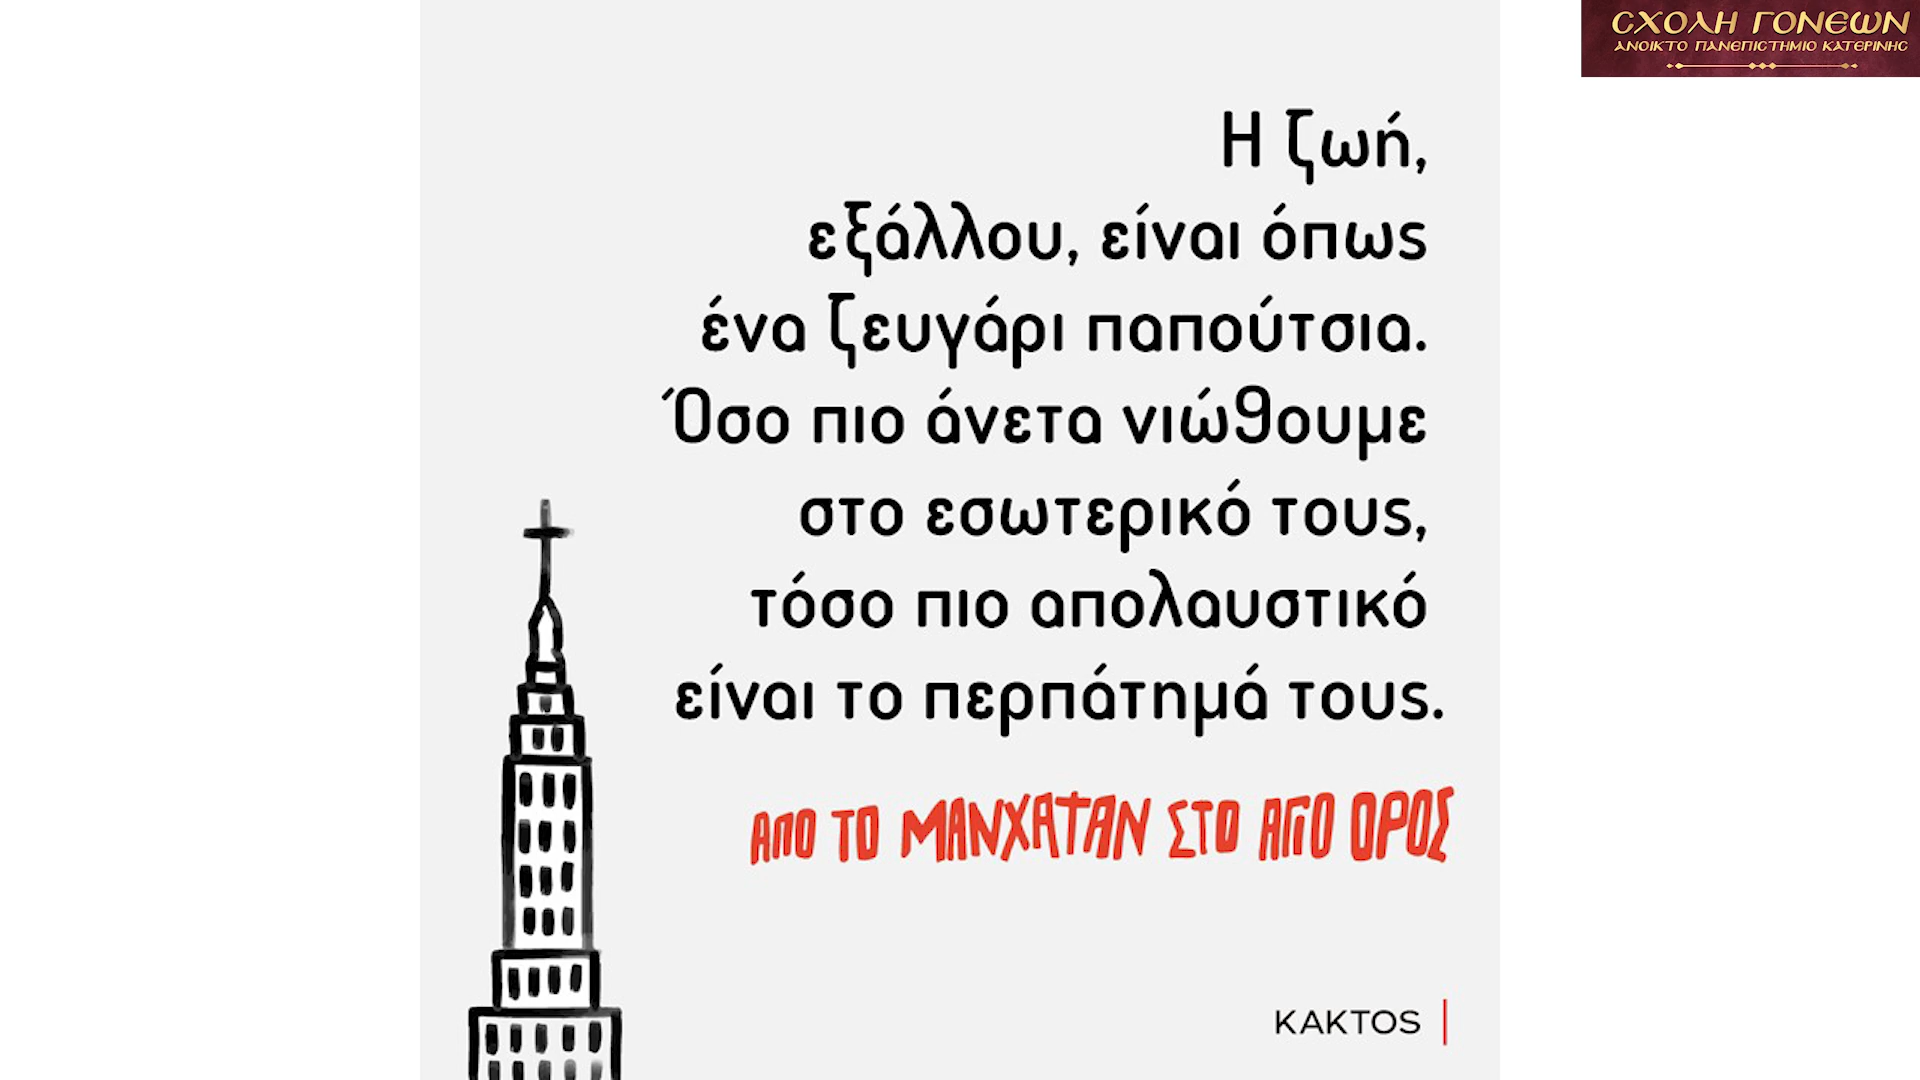 ΣΧΟΛΗ ΓΟΝΕΩΝ
ΑΝΟΙΚΤΟ ΠΑΝΕΠΙΣΤΗΜΙΟ ΚΑΤΕΡΙΝΗΣ
Η ζωή,
εξάλλου, είναι όπως
ένα ζευγάρι παπούτσια.
Όσο πιο άνετα νιώθουμε
στο εσωτερικό τους,
τόσο πιο απολαυστικό
είναι το περπάτημά τους.
ΑΠΟ ΤΟ ΜΑΝΧΑΤΑΝ ΣΤΟ ΑΓΙΟ ΟΡΟΣ
KAKTOS